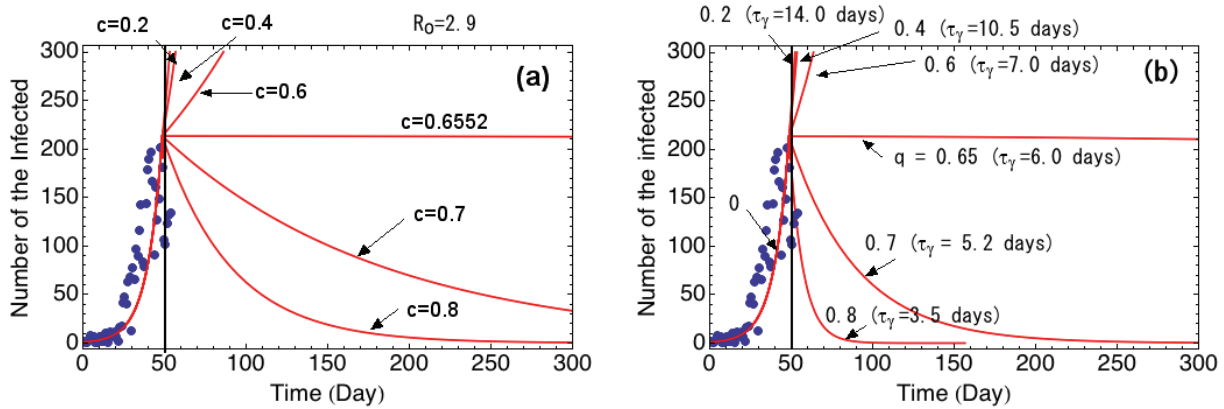 c=0.2
c=0.4
R₀=2.9
300
250
200
150
100
50
0
Number of the Infected
(a)
c=0.6
c=0.6552
c=0.7
c=0.8
0 50 100 150 200 250 300
Time (Day)
0.2 (τγ=14.0 days)
0.4 (τγ=10.5 days)
0.6 (τγ=7.0 days)
300
250
200
150
100
50
0
Number of the infected
(b)
q = 0.65 (τγ=6.0 days)
0
0.7 (τγ = 5.2 days)
0.8 (τγ=3.5 days)
0 50 100 150 200 250 300
Time (Day)